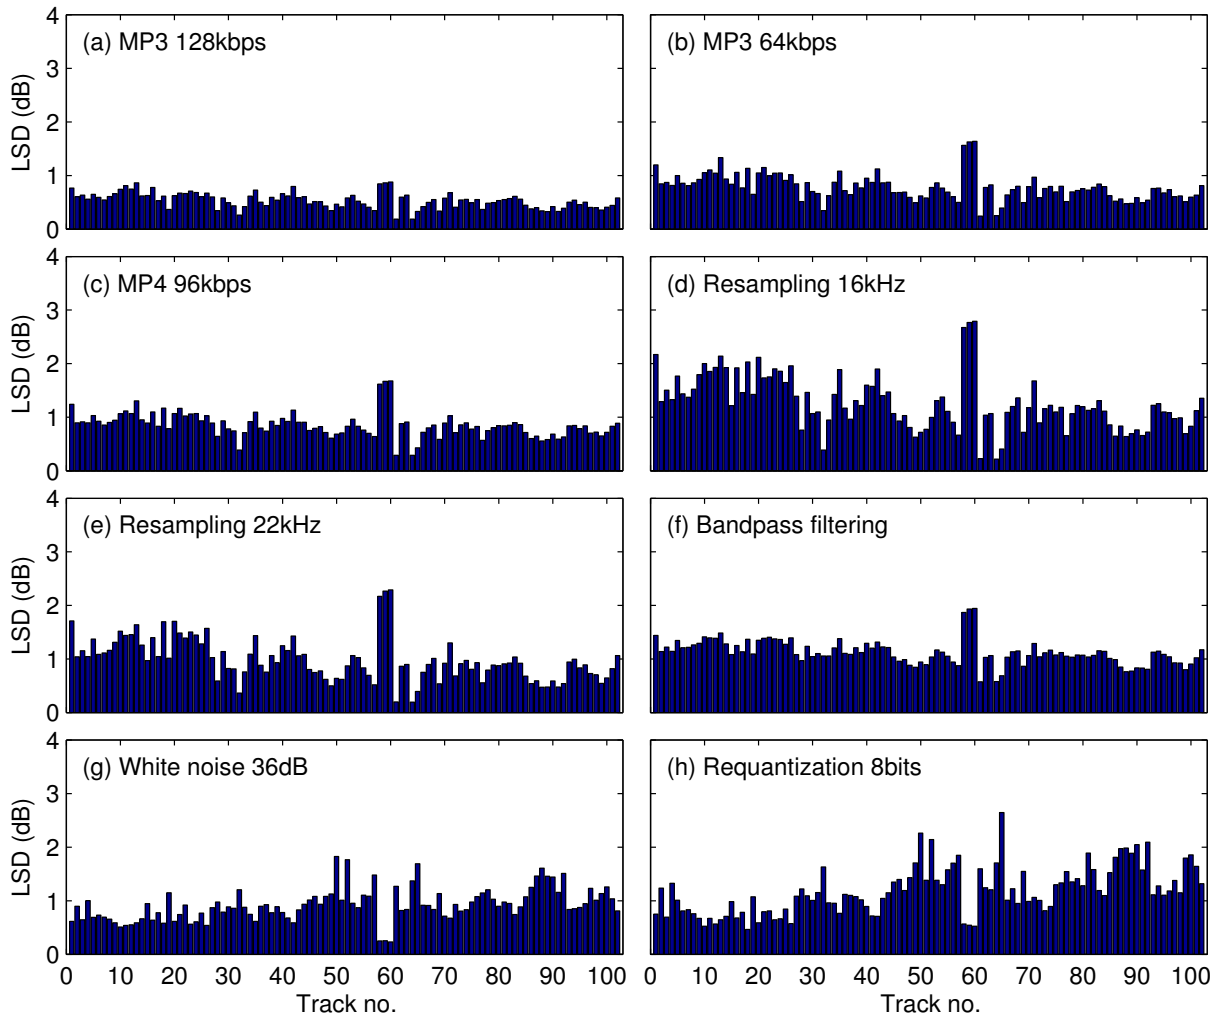 (a) MP3 128kbps
(b) MP3 64kbps
LSD (dB)
4
3
2
1
0
(c) MP4 96kbps
(d) Resampling 16kHz
LSD (dB)
4
3
2
1
0
(e) Resampling 22kHz
(f) Bandpass filtering
LSD (dB)
4
3
2
1
0
(g) White noise 36dB
(h) Requantization 8bits
LSD (dB)
4
3
2
1
0
0 10 20 30 40 50 60 70 80 90 100
0 10 20 30 40 50 60 70 80 90 100
Track no.
Track no.